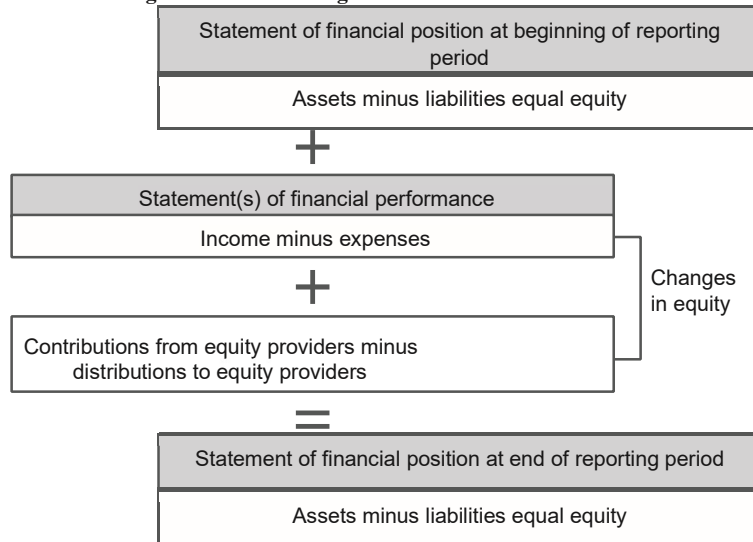 Statement of financial position at beginning of reporting
period
Assets minus liabilities equal equity
+
Statement(s) of financial performance
Income minus expenses
+
Changes
in equity
Contributions from equity providers minus
distributions to equity providers
=
Statement of financial position at end of reporting period
Assets minus liabilities equal equity